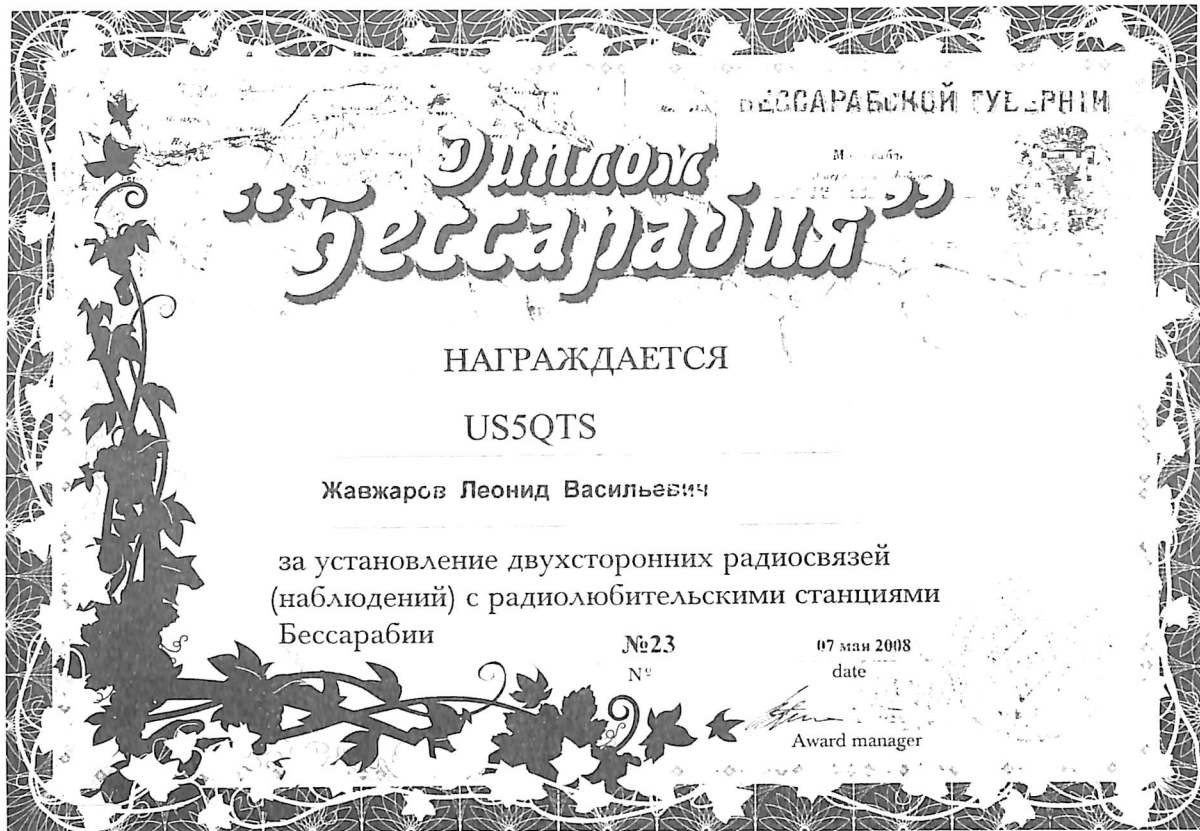 БЕССАРАБСКОЙ ГУБЕРНІИ
Диплом
"Бессарабия"
НАГРАЖДАЕТСЯ
US5QTS
Жавжаров Леонид Васильевич
за установление двухсторонних радиосвязей
(наблюдений) с радиолюбительскими станциями
Бессарабии
№23
07 мая 2008
Nº
date
Award manager